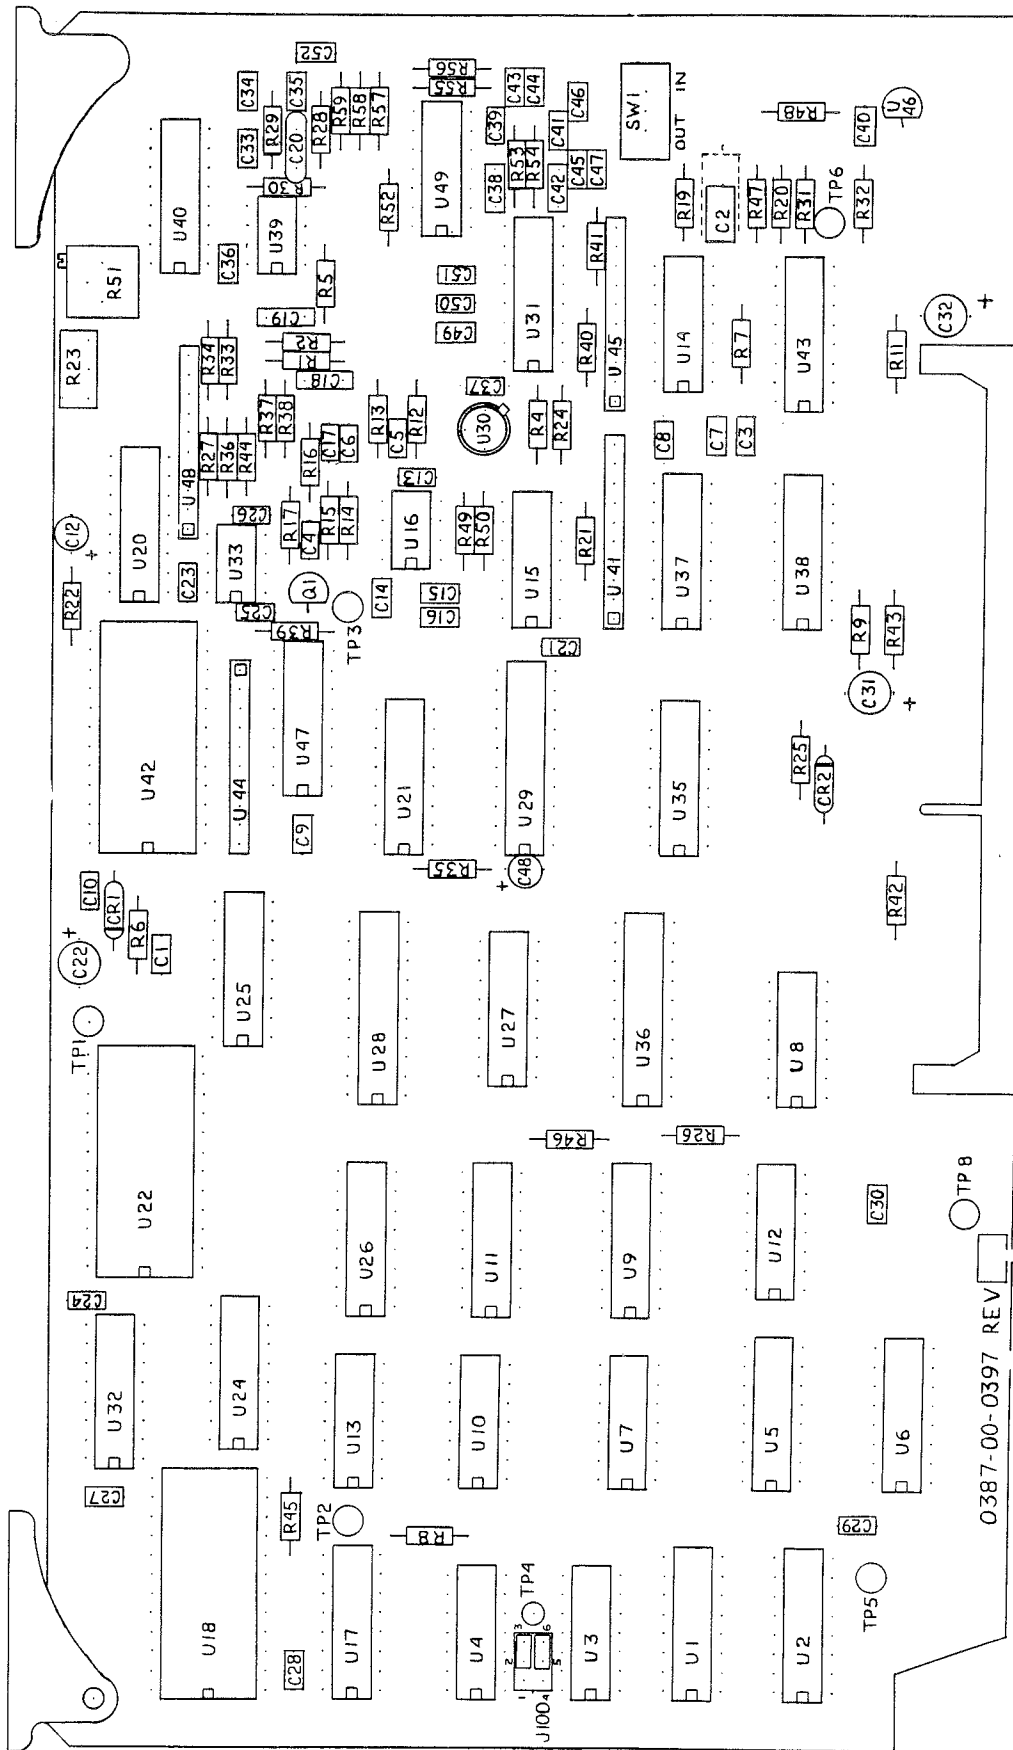 C52
R56
R55
C34
C35
R59
R58
R57
C43
C44
C46
C33
R29
C20
R28
C39
C41
SW1
OUT IN
R48
C40
U46
U40
R30
U39
R52
U49
C38
R53
R54
C42
C45
C47
R19
C2
R47
R20
R31
TP6
R32
R51
C36
R5
C51
C50
C49
U31
R41
U14
R7
U43
C32
+
R23
C19
R2
R
C18
R34
R33
R40
U45
R11
C37
U48
R27
R36
R44
R37
R38
R16
C17
C6
R13
C5
R12
U30
R4
R24
C8
C7
C3
C12
+
U20
C26
R17
C4
R15
R14
C13
U16
R49
R50
U15
R21
U41
U37
U38
R22
C23
U33
Q1
C25
R39
TP3
C14
C15
C16
C21
R9
R43
C31
+
U42
U44
U47
U21
U29
U35
R25
CR2
C9
R35
+
C48
C10
CR1
R6
C1
+
C22
TP1
U25
U28
U27
U36
U8
R42
R46
R26
U22
U26
U11
U9
U12
C30
TP8
C24
U32
U24
U13
U10
U7
U5
U6
0387-00-0397 REV
C27
R45
TP2
R8
C29
U18
C28
U17
U4
TP4
3
6
2
5
1
4
J100
U3
U1
U2
TP5